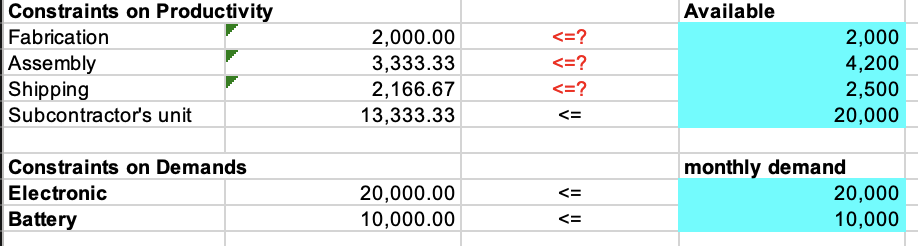 Constraints on Productivity Available
Fabrication 2,000.00 <=? 2,000
Assembly 3,333.33 <=? 4,200
Shipping 2,166.67 <=? 2,500
Subcontractor's unit 13,333.33 <= 20,000
Constraints on Demands monthly demand
Electronic 20,000.00 <= 20,000
Battery 10,000.00 <= 10,000